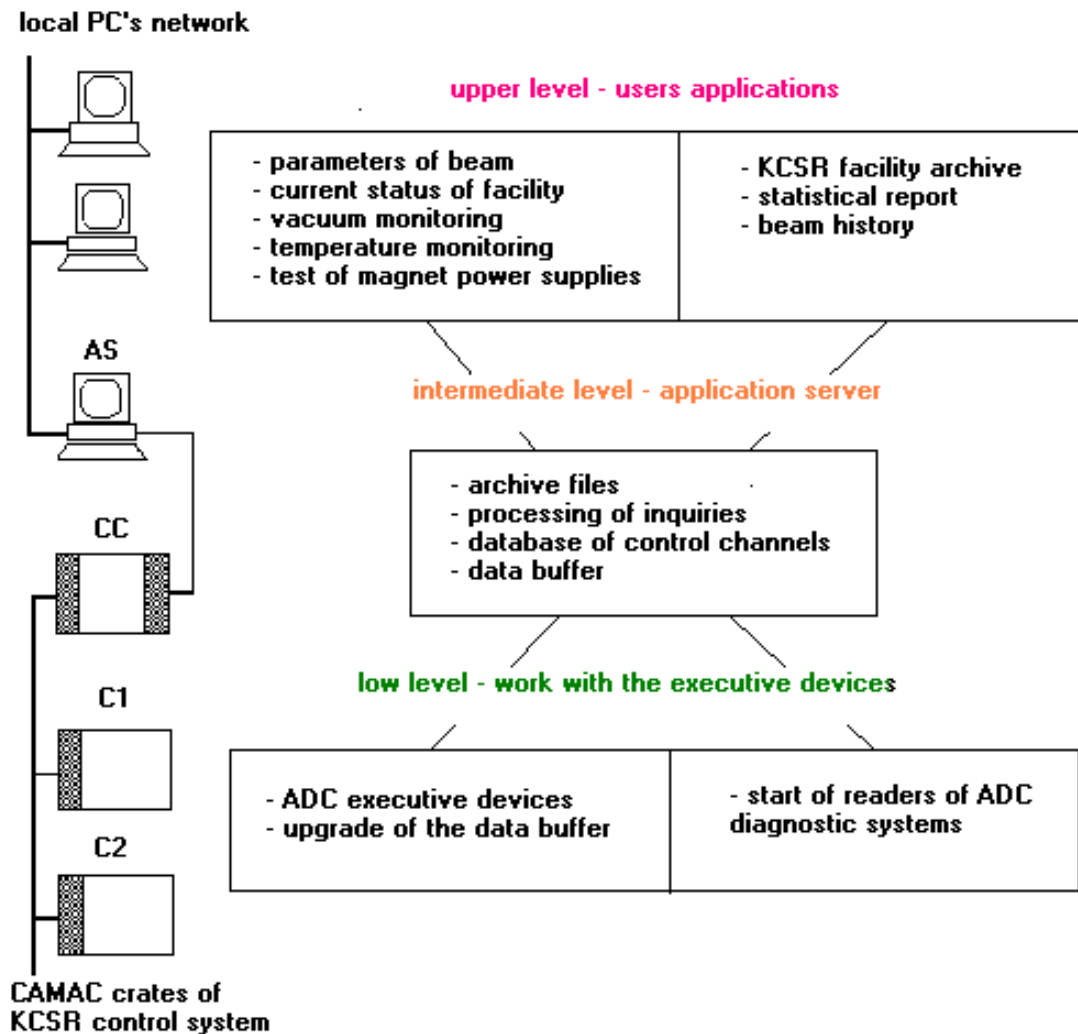 local PC's network
upper level - users applications
- parameters of beam
- current status of facility
- vacuum monitoring
- temperature monitoring
- test of magnet power supplies
- KCSR facility archive
- statistical report
- beam history
AS
intermediate level - application server
- archive files
- processing of inquiries
- database of control channels
- data buffer
CC
low level - work with the executive devices
C1
- ADC executive devices
- upgrade of the data buffer
- start of readers of ADC
diagnostic systems
C2
CAMAC crates of
KCSR control system